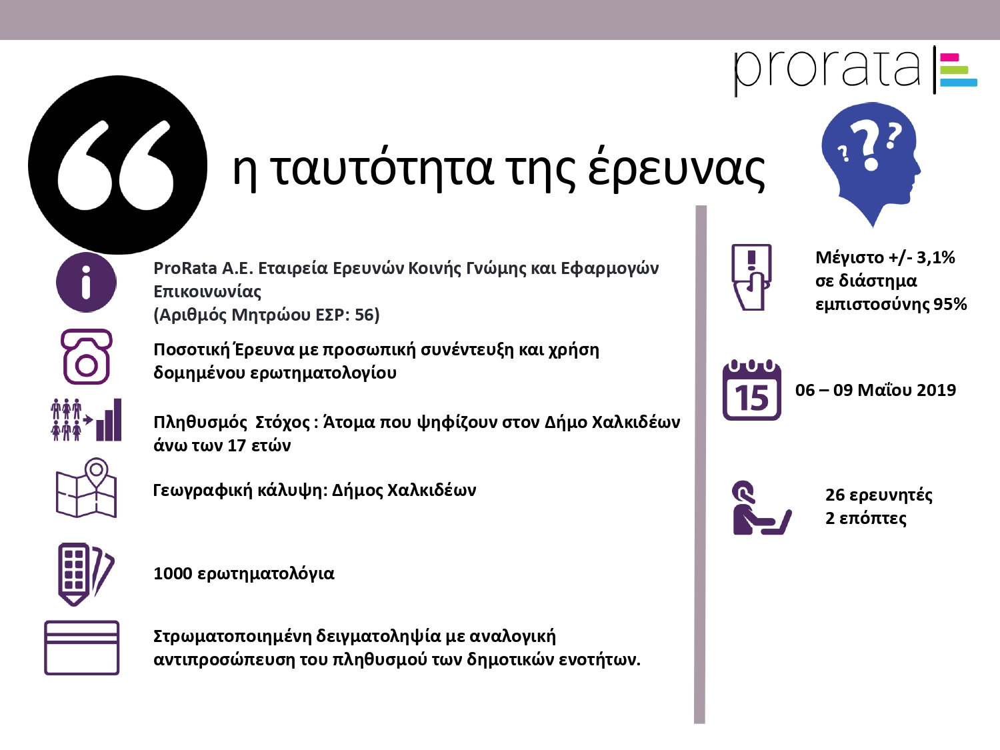 prorata
η ταυτότητα της έρευνας
ProRata Α.Ε. Εταιρεία Ερευνών Κοινής Γνώμης και Εφαρμογών
Επικοινωνίας
(Αριθμός Μητρώου ΕΣΡ: 56)
Ποσοτική Έρευνα με προσωπική συνέντευξη και χρήση
δομημένου ερωτηματολογίου
Πληθυσμός Στόχος : Άτομα που ψηφίζουν στον Δήμο Χαλκιδέων
άνω των 17 ετών
Γεωγραφική κάλυψη: Δήμος Χαλκιδέων
1000 ερωτηματολόγια
Στρωματοποιημένη δειγματοληψία με αναλογική
αντιπροσώπευση του πληθυσμού των δημοτικών ενοτήτων.
Μέγιστο +/- 3,1%
σε διάστημα
εμπιστοσύνης 95%
15
06 – 09 Μαΐου 2019
26 ερευνητές
2 επόπτες